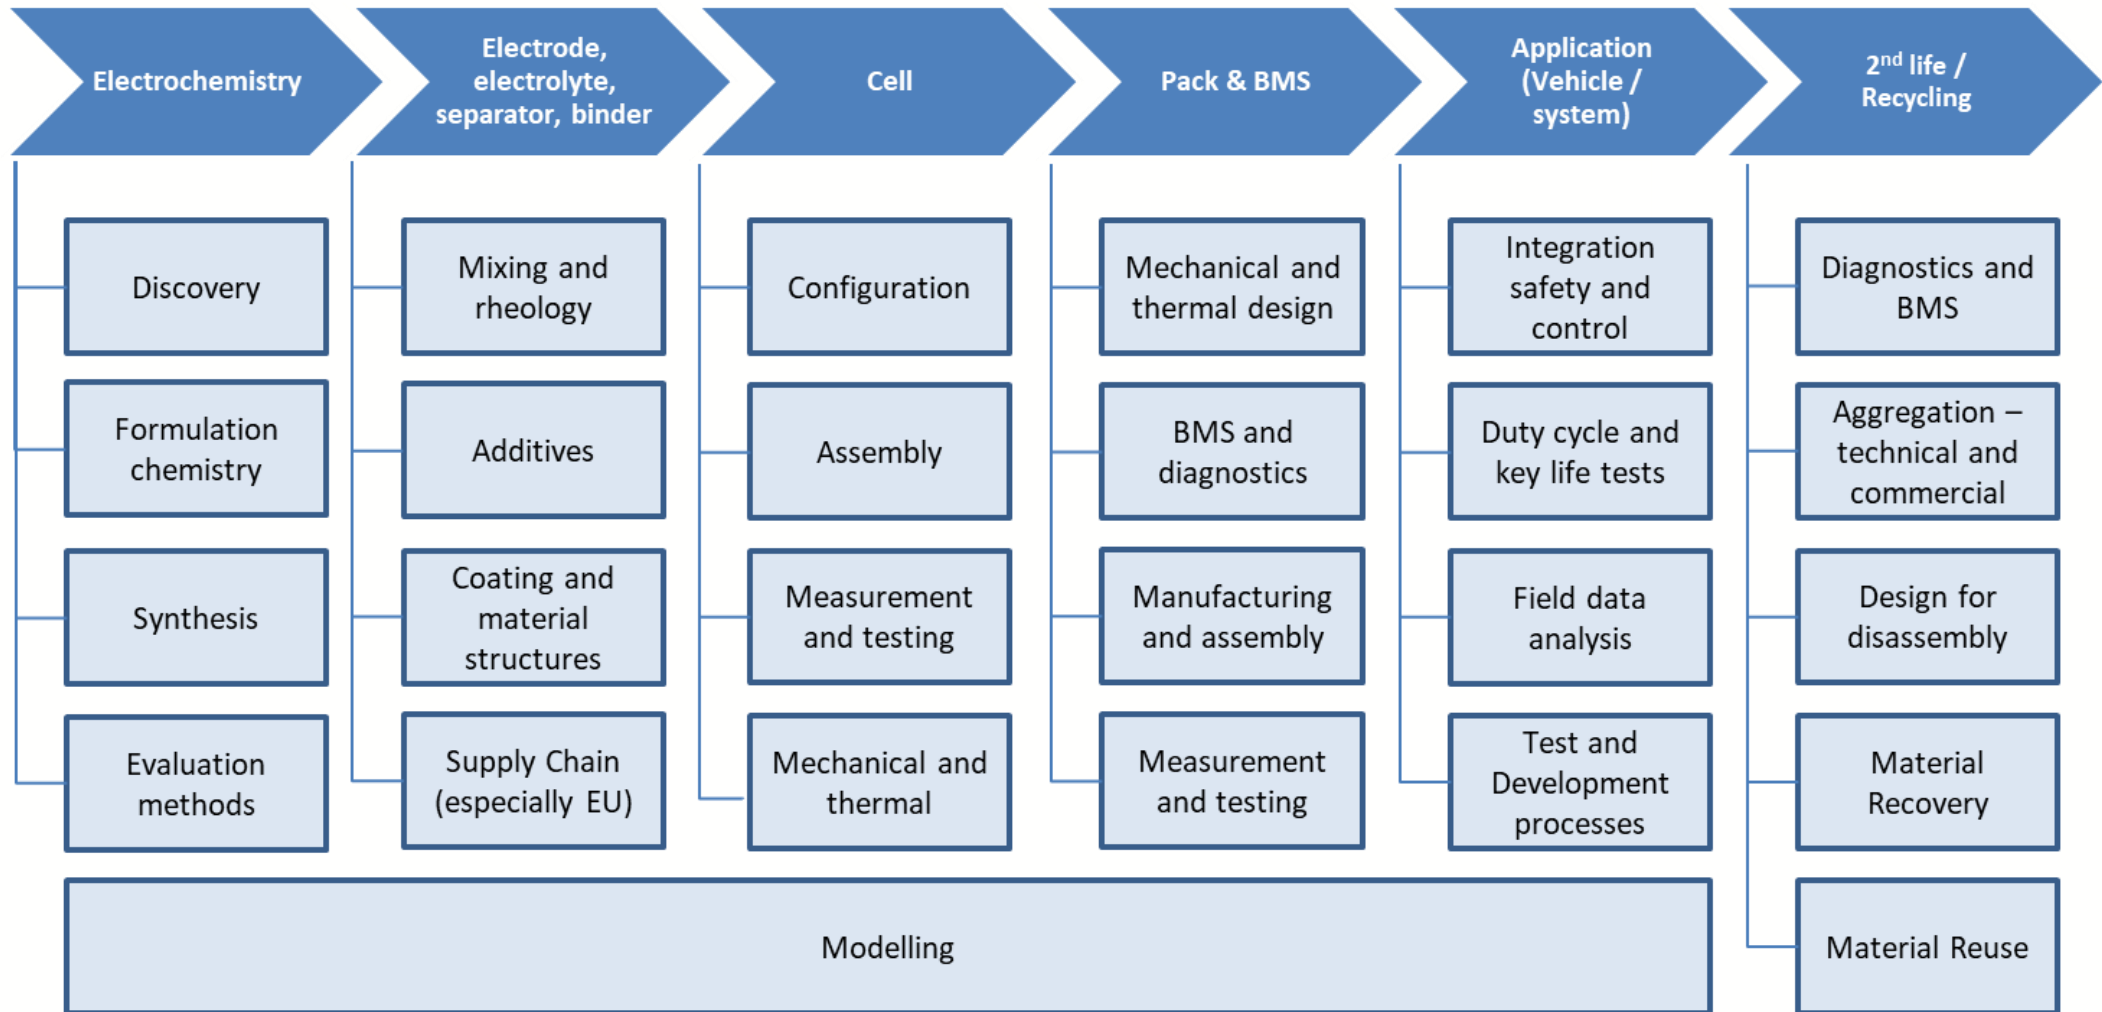 Electrochemistry
Electrode,
electrolyte,
separator, binder
Cell
Pack & BMS
Application
(Vehicle /
system)
2nd life /
Recycling
Discovery
Formulation
chemistry
Synthesis
Evaluation
methods
Mixing and
rheology
Additives
Coating and
material
structures
Supply Chain
(especially EU)
Configuration
Assembly
Measurement
and testing
Mechanical and
thermal
Mechanical and
thermal design
BMS and
diagnostics
Manufacturing
and assembly
Measurement
and testing
Integration
safety and
control
Duty cycle and
key life tests
Field data
analysis
Test and
Development
processes
Diagnostics and
BMS
Aggregation –
technical and
commercial
Design for
disassembly
Material
Recovery
Material Reuse
Modelling